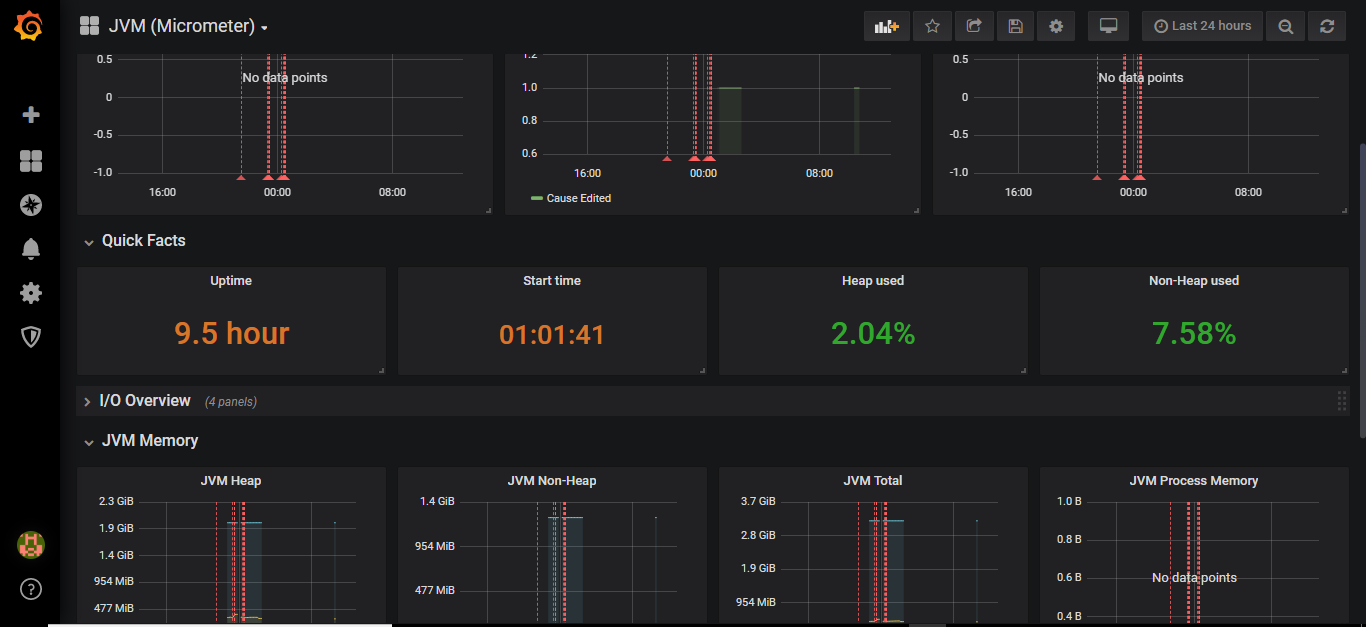 JVM (Micrometer)
Last 24 hours
0.5
0
-0.5
-1.0
No data points
16:00
00:00
08:00
1.2
1.0
0.8
0.6
16:00
00:00
08:00
Cause Edited
0.5
0
-0.5
-1.0
No data points
16:00
00:00
08:00
Quick Facts
Uptime
9.5 hour
Start time
01:01:41
Heap used
2.04%
Non-Heap used
7.58%
I/O Overview (4 panels)
JVM Memory
JVM Heap
2.3 GiB
1.9 GiB
1.4 GiB
954 MiB
477 MiB
JVM Non-Heap
1.4 GiB
954 MiB
477 MiB
JVM Total
3.7 GiB
2.8 GiB
1.9 GiB
954 MiB
JVM Process Memory
1.0 B
0.8 B
0.6 B
0.4 B
No data points